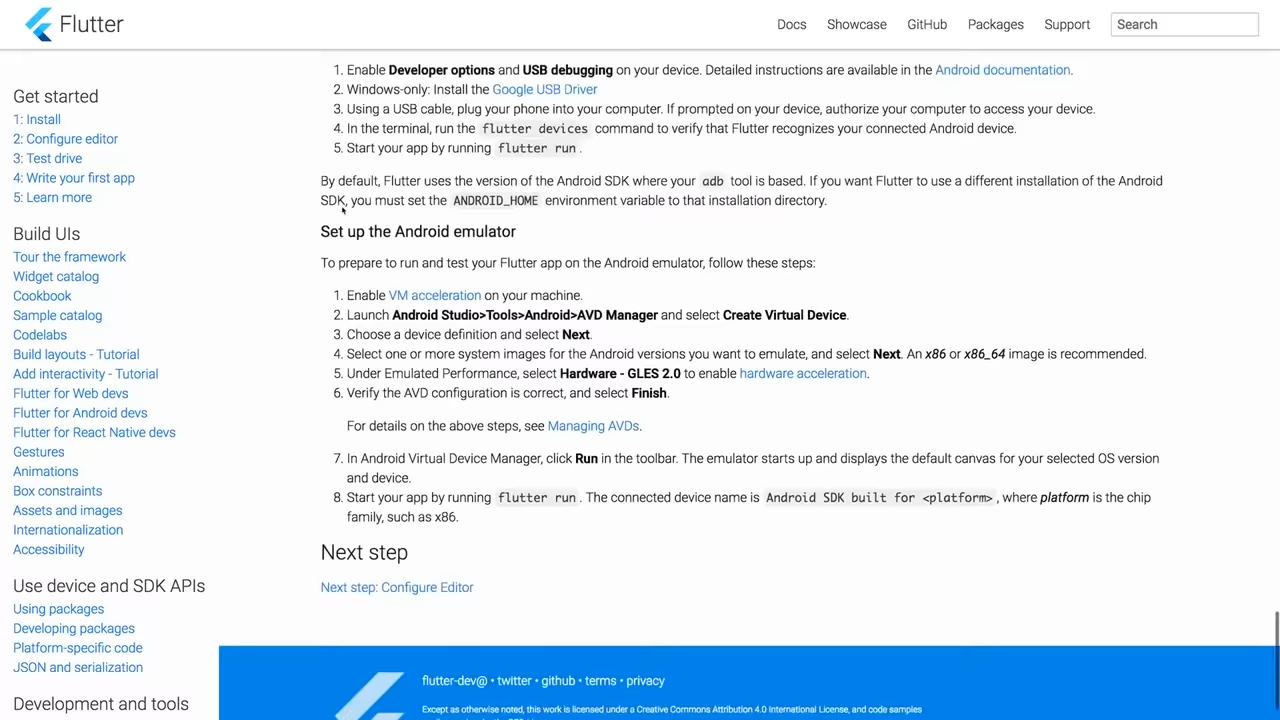 Flutter
Docs
Showcase
GitHub
Packages
Support
Search
Get started
1: Install
2: Configure editor
3: Test drive
4: Write your first app
5: Learn more
Build UIs
Tour the framework
Widget catalog
Cookbook
Sample catalog
Codelabs
Build layouts - Tutorial
Add interactivity - Tutorial
Flutter for Web devs
Flutter for Android devs
Flutter for React Native devs
Gestures
Animations
Box constraints
Assets and images
Internationalization
Accessibility
Use device and SDK APIs
Using packages
Developing packages
Platform-specific code
JSON and serialization
Development and tools
1. Enable Developer options and USB debugging on your device. Detailed instructions are available in the Android documentation.
2. Windows-only: Install the Google USB Driver
3. Using a USB cable, plug your phone into your computer. If prompted on your device, authorize your computer to access your device.
4. In the terminal, run the flutter devices command to verify that Flutter recognizes your connected Android device.
5. Start your app by running flutter run.
By default, Flutter uses the version of the Android SDK where your adb tool is based. If you want Flutter to use a different installation of the Android
SDK, you must set the ANDROID_HOME environment variable to that installation directory.
Set up the Android emulator
To prepare to run and test your Flutter app on the Android emulator, follow these steps:
1. Enable VM acceleration on your machine.
2. Launch Android Studio>Tools>Android>AVD Manager and select Create Virtual Device.
3. Choose a device definition and select Next.
4. Select one or more system images for the Android versions you want to emulate, and select Next. An x86 or x86_64 image is recommended.
5. Under Emulated Performance, select Hardware - GLES 2.0 to enable hardware acceleration.
6. Verify the AVD configuration is correct, and select Finish.
For details on the above steps, see Managing AVDs.
7. In Android Virtual Device Manager, click Run in the toolbar. The emulator starts up and displays the default canvas for your selected OS version
and device.
8. Start your app by running flutter run. The connected device name is Android SDK built for <platform>, where platform is the chip
family, such as x86.
Next step
Next step: Configure Editor
flutter-dev@ • twitter • github • terms • privacy
Except as otherwise noted, this work is licensed under a Creative Commons Attribution 4.0 International License, and code samples